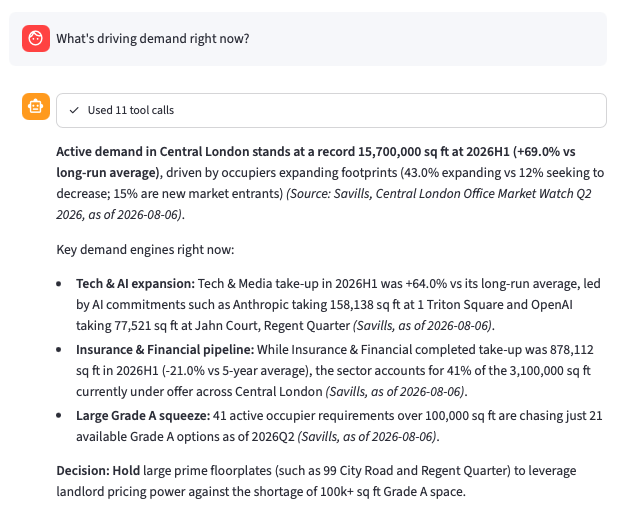 What's driving demand right now?
Used 11 tool calls
Active demand in Central London stands at a record 15,700,000 sq ft at 2026H1 (+69.0% vs
long-run average), driven by occupiers expanding footprints (43.0% expanding vs 12% seeking to
decrease; 15% are new market entrants) (Source: Savills, Central London Office Market Watch Q2
2026, as of 2026-08-06).
Key demand engines right now:
• Tech & AI expansion: Tech & Media take-up in 2026H1 was +64.0% vs its long-run average, led
by AI commitments such as Anthropic taking 158,138 sq ft at 1 Triton Square and OpenAI
taking 77,521 sq ft at Jahn Court, Regent Quarter (Savills, as of 2026-08-06).
• Insurance & Financial pipeline: While Insurance & Financial completed take-up was 878,112
sq ft in 2026H1 (-21.0% vs 5-year average), the sector accounts for 41% of the 3,100,000 sq ft
currently under offer across Central London (Savills, as of 2026-08-06).
• Large Grade A squeeze: 41 active occupier requirements over 100,000 sq ft are chasing just 21
available Grade A options as of 2026Q2 (Savills, as of 2026-08-06).
Decision: Hold large prime floorplates (such as 99 City Road and Regent Quarter) to leverage
landlord pricing power against the shortage of 100k+ sq ft Grade A space.